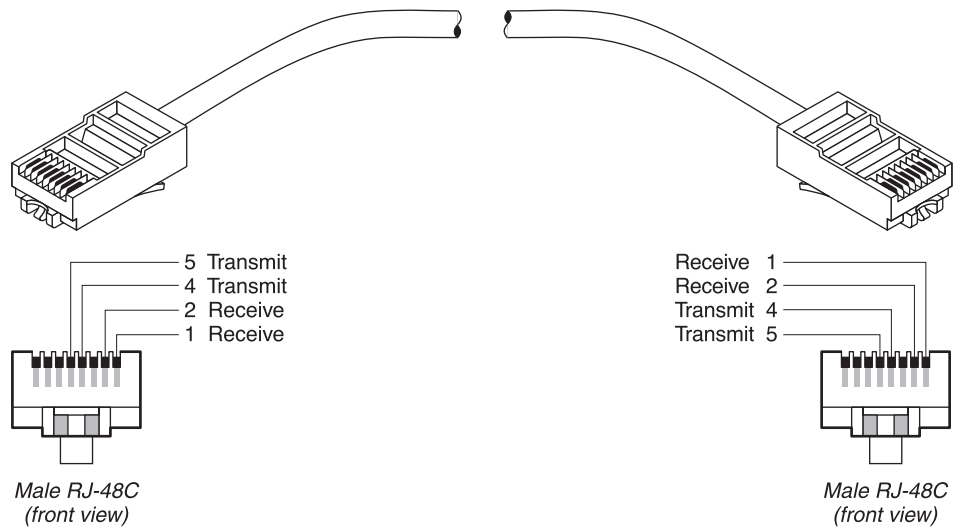 5 Transmit
4 Transmit
2 Receive
1 Receive
Male RJ-48C
(front view)
Receive 1
Receive 2
Transmit 4
Transmit 5
Male RJ-48C
(front view)